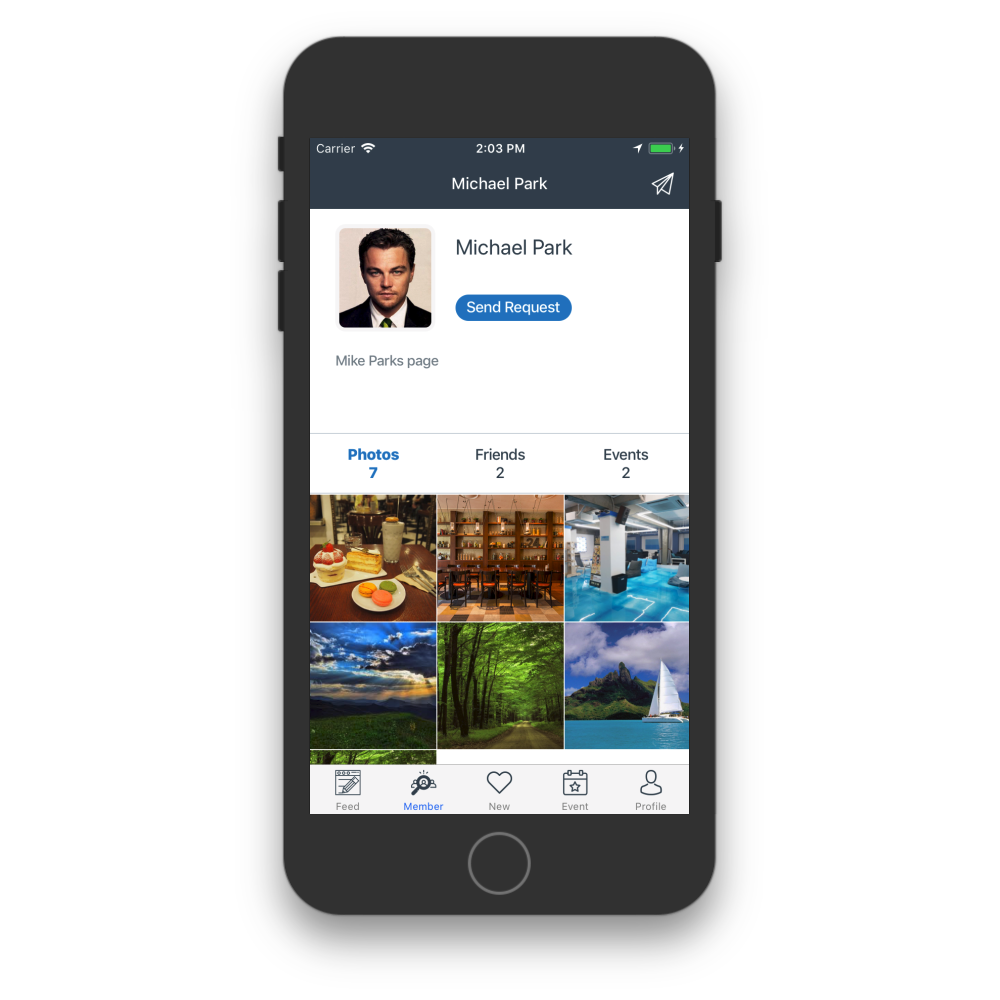 Carrier
2:03 PM
Michael Park
Michael Park
Send Request
Mike Parks page
Photos
7
Friends
2
Events
2
Feed
Member
New
Event
Profile